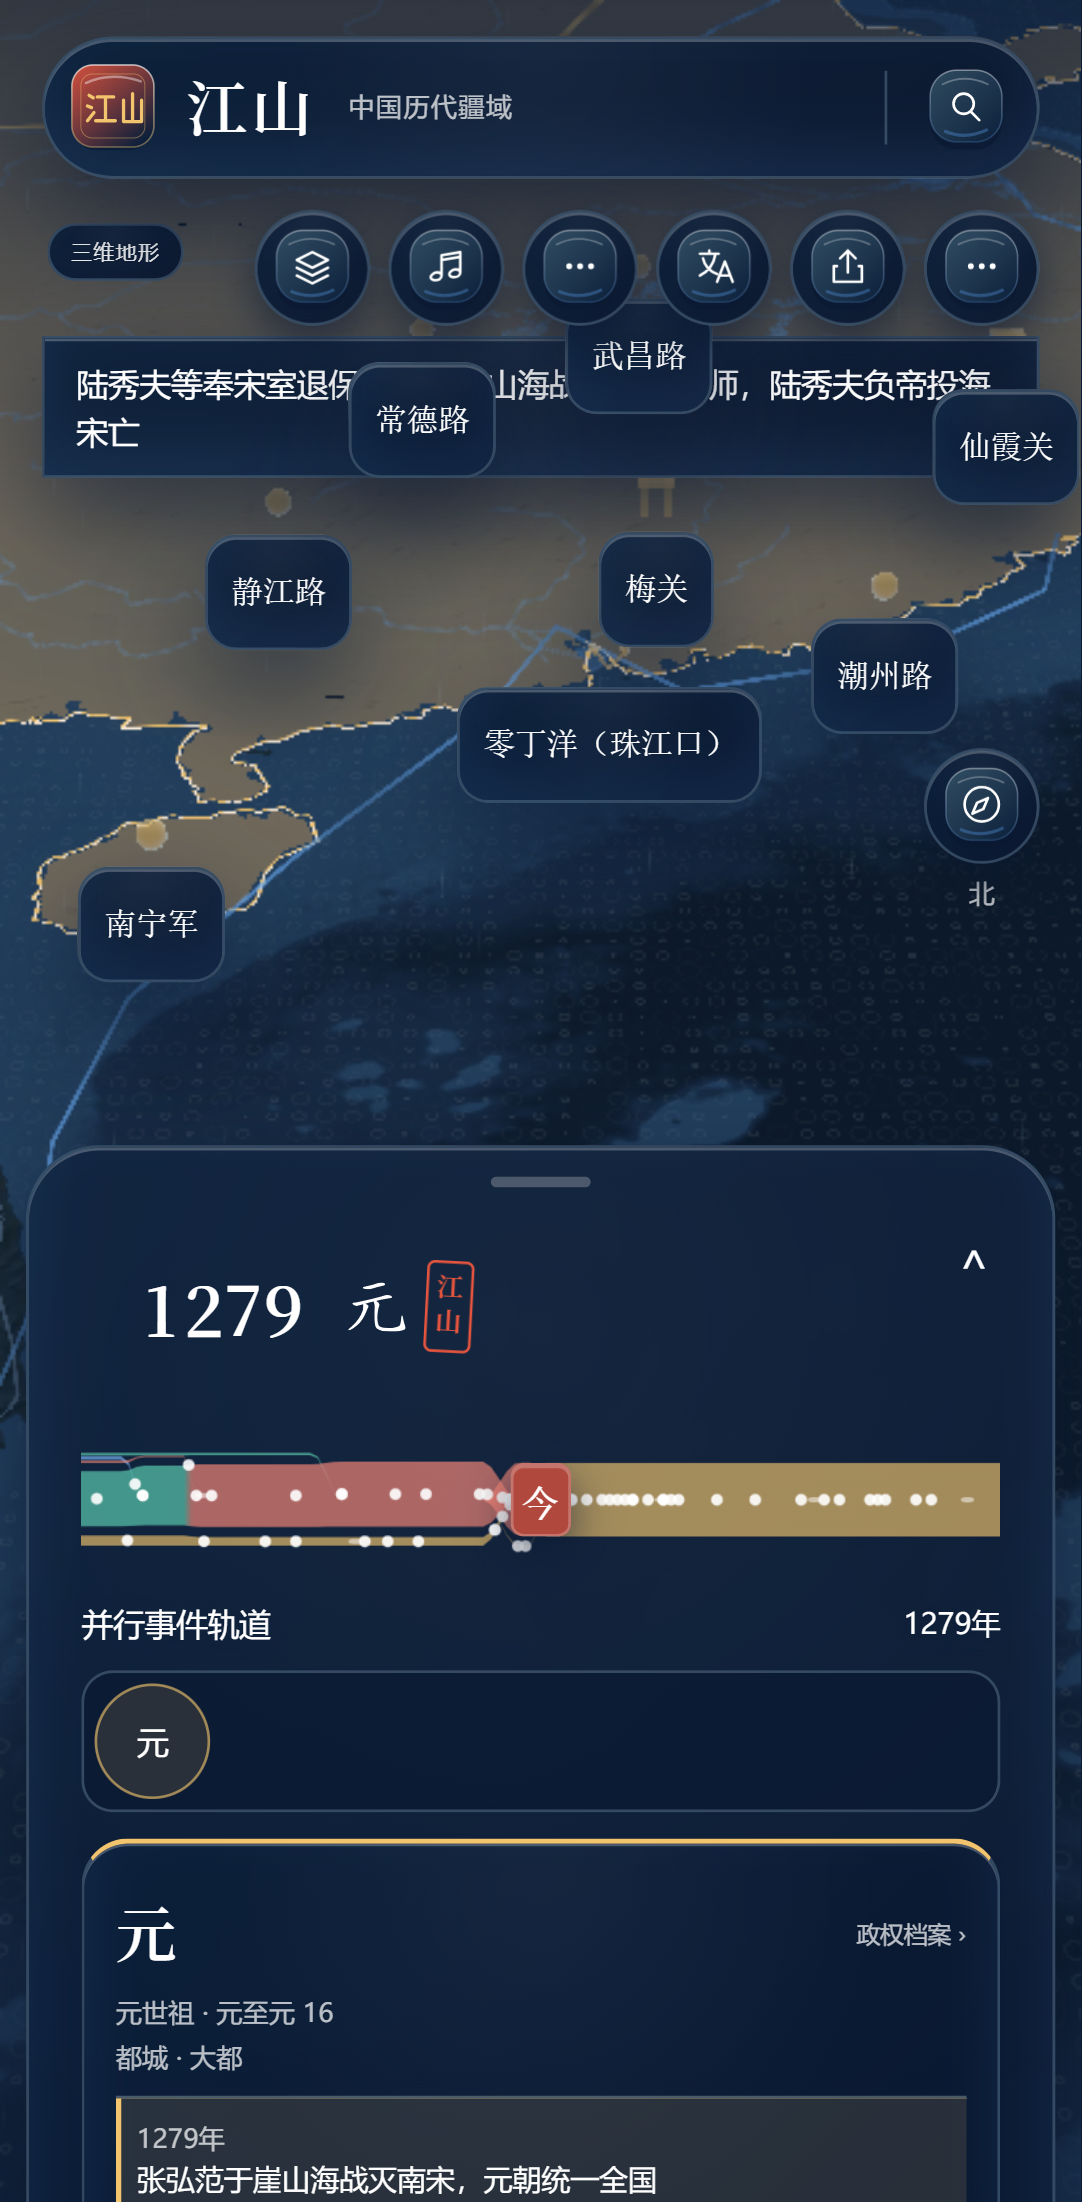 江山
江山
中国历代疆域
三维地形
陆秀夫等奉宋室退保
山海战
师，陆秀夫负帝投海
宋亡
武昌路
常德路
仙霞关
静江路
梅关
潮州路
零丁洋（珠江口）
北
南宁军
^
1279 元
江山
今
并行事件轨道
1279年
元
元
政权档案 ›
元世祖 · 元至元 16
都城 · 大都
1279年
张弘范于崖山海战灭南宋，元朝统一全国